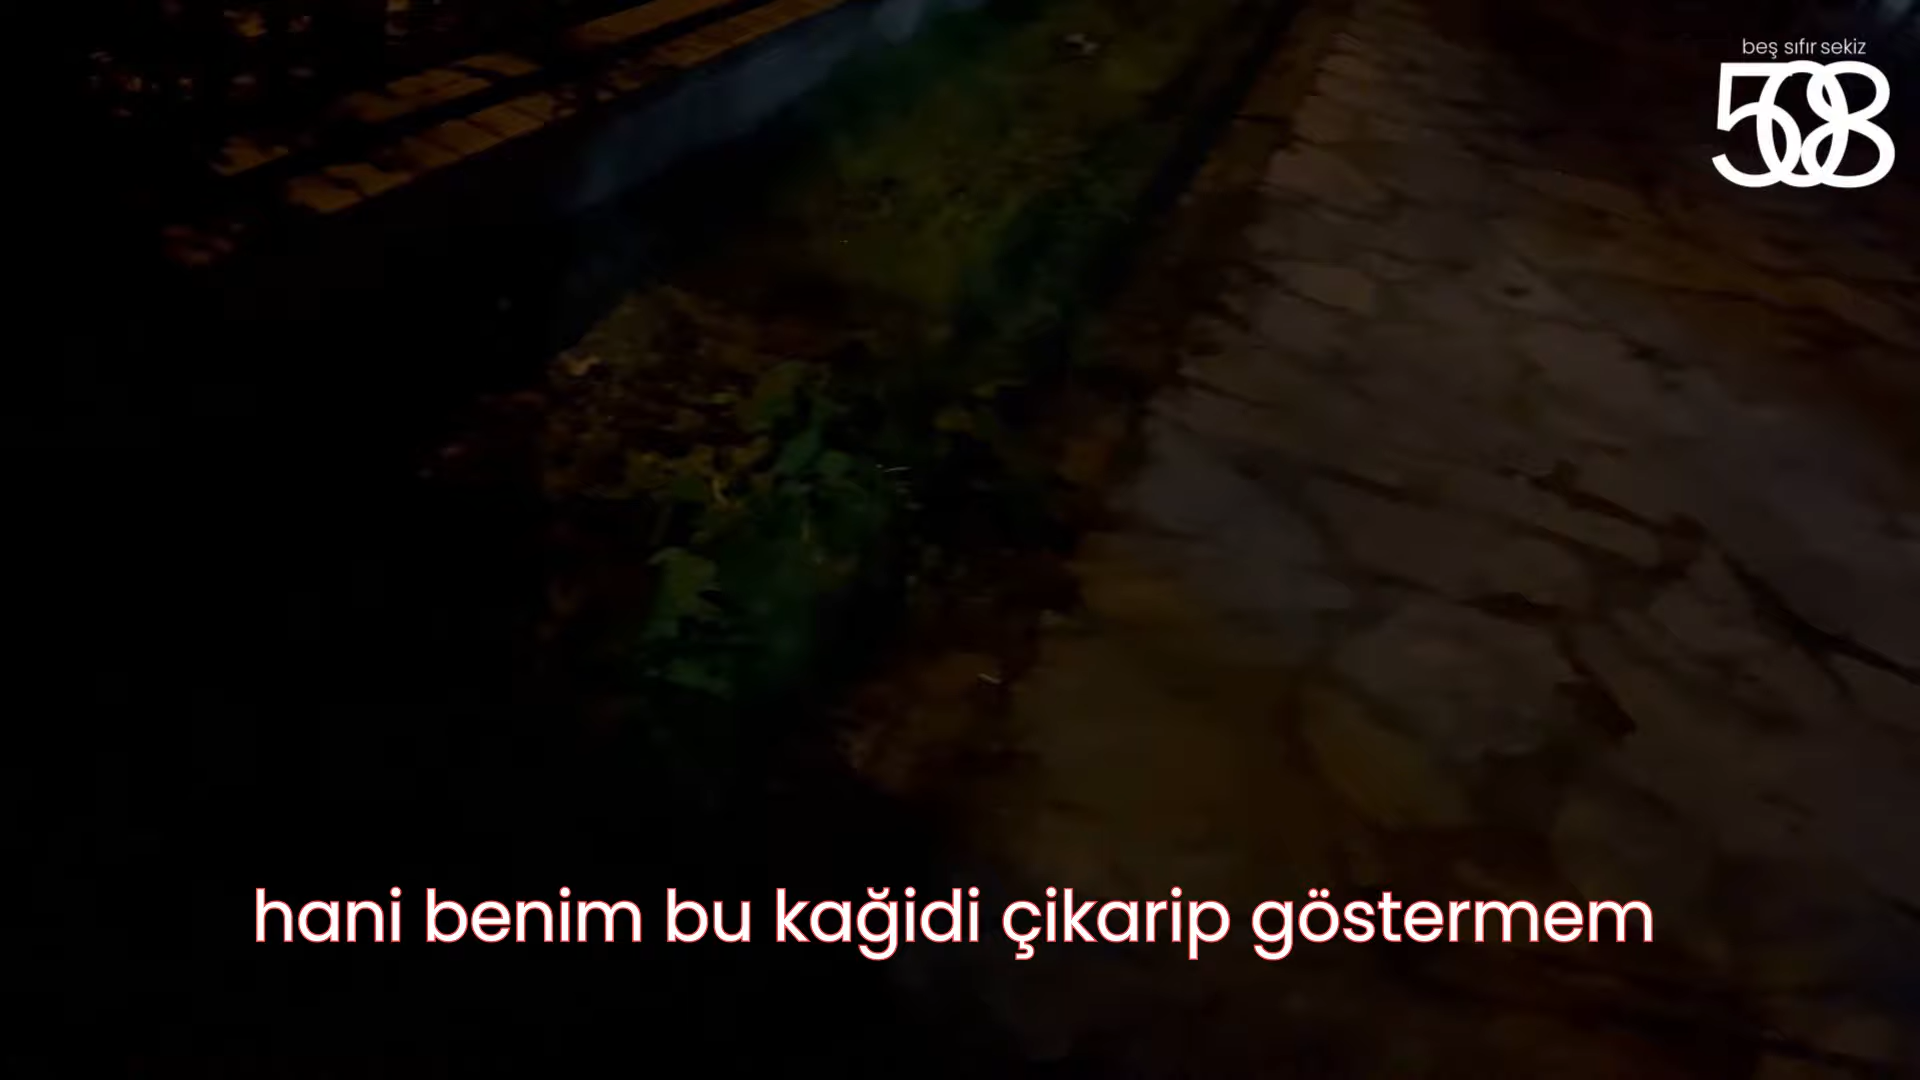 beş sıfır sekiz
508
hani benim bu kağidi çikarip göstermem